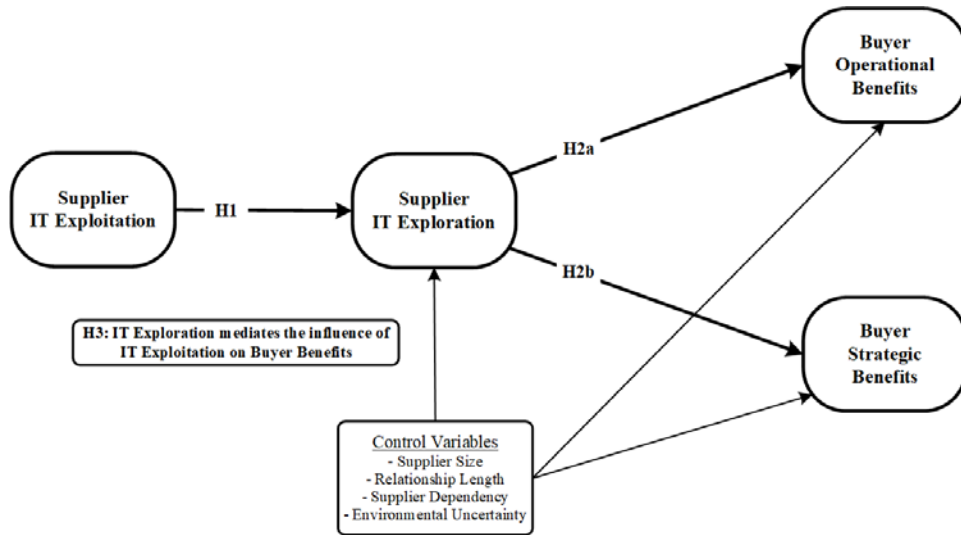 Buyer
Operational
Benefits
H2a
Supplier
IT Exploitation
H1
Supplier
IT Exploration
H2b
H3: IT Exploration mediates the influence of
IT Exploitation on Buyer Benefits
Buyer
Strategic
Benefits
Control Variables
- Supplier Size
- Relationship Length
- Supplier Dependency
- Environmental Uncertainty